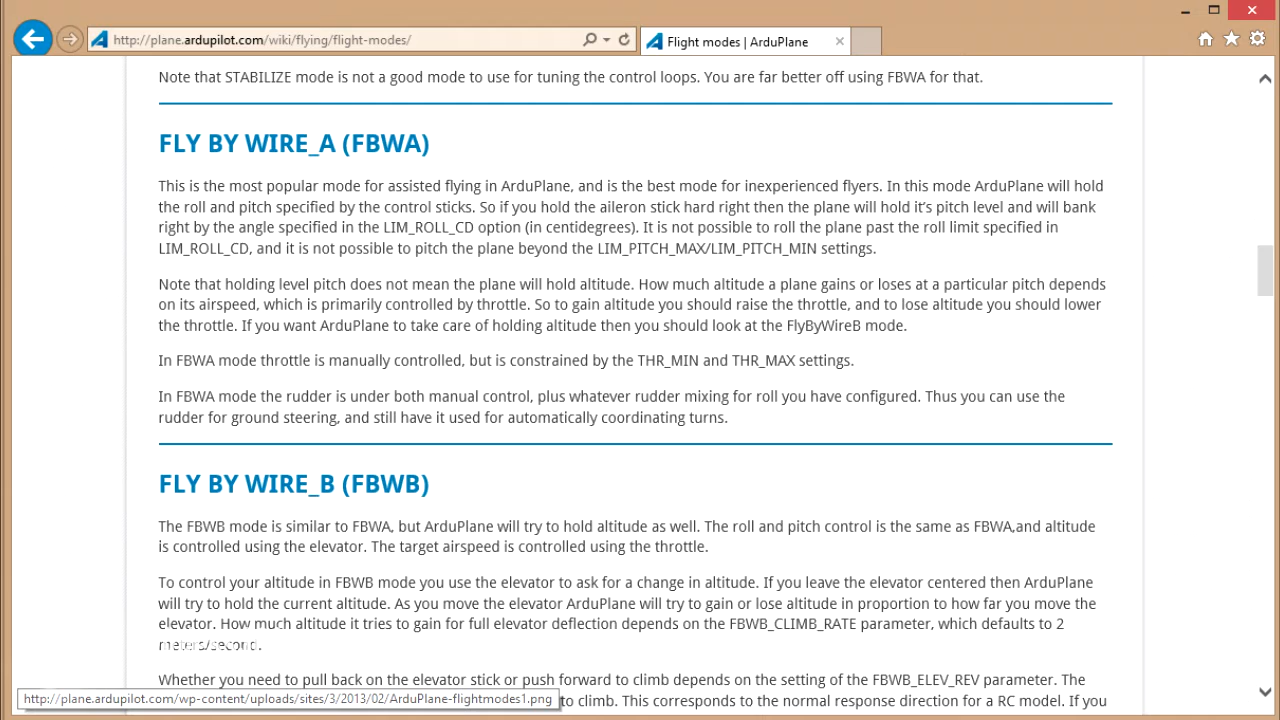 http://plane.ardupilot.com/wiki/flying/flight-modes/
Flight modes | ArduPlane
Note that STABILIZE mode is not a good mode to use for tuning the control loops. You are far better off using FBWA for that.
FLY BY WIRE_A (FBWA)
This is the most popular mode for assisted flying in ArduPlane, and is the best mode for inexperienced flyers. In this mode ArduPlane will hold
the roll and pitch specified by the control sticks. So if you hold the aileron stick hard right then the plane will hold it's pitch level and will bank
right by the angle specified in the LIM_ROLL_CD option (in centidegrees). It is not possible to roll the plane past the roll limit specified in
LIM_ROLL_CD, and it is not possible to pitch the plane beyond the LIM_PITCH_MAX/LIM_PITCH_MIN settings.
Note that holding level pitch does not mean the plane will hold altitude. How much altitude a plane gains or loses at a particular pitch depends
on its airspeed, which is primarily controlled by throttle. So to gain altitude you should raise the throttle, and to lose altitude you should lower
the throttle. If you want ArduPlane to take care of holding altitude then you should look at the FlyByWireB mode.
In FBWA mode throttle is manually controlled, but is constrained by the THR_MIN and THR_MAX settings.
In FBWA mode the rudder is under both manual control, plus whatever rudder mixing for roll you have configured. Thus you can use the
rudder for ground steering, and still have it used for automatically coordinating turns.
FLY BY WIRE_B (FBWB)
The FBWB mode is similar to FBWA, but ArduPlane will try to hold altitude as well. The roll and pitch control is the same as FBWA,and altitude
is controlled using the elevator. The target airspeed is controlled using the throttle.
To control your altitude in FBWB mode you use the elevator to ask for a change in altitude. If you leave the elevator centered then ArduPlane
will try to hold the current altitude. As you move the elevator ArduPlane will try to gain or lose altitude in proportion to how far you move the
elevator. How much altitude it tries to gain for full elevator deflection depends on the FBWB_CLIMB_RATE parameter, which defaults to 2
meters/second.
Whether you need to pull back on the elevator stick or push forward to climb depends on the setting of the FBWB_ELEV_REV parameter. The
http://plane.ardupilot.com/wp-content/uploads/sites/3/2013/02/ArduPlane-flightmodes1.png
to climb. This corresponds to the normal response direction for a RC model. If you